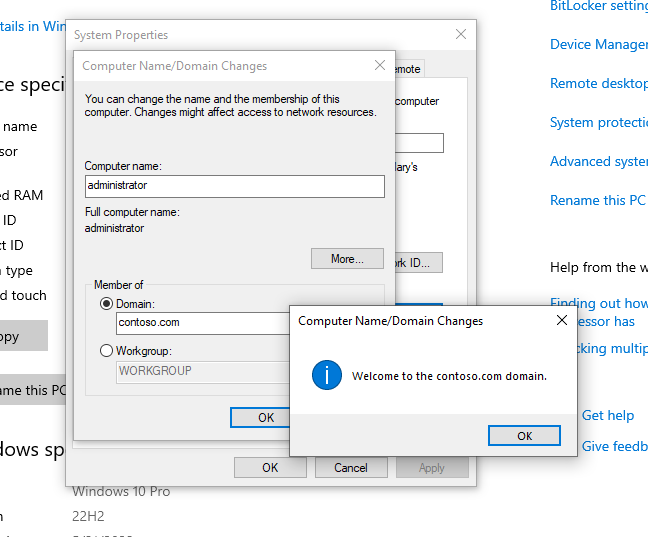 BitLocker setting
etails in Win
System Properties
Device Manager
Computer Name/Domain Changes
emote
ce speci
Remote desktop
You can change the name and the membership of this
computer. Changes might affect access to network resources.
computer
name
System protecti
sor
Computer name:
lary's
Advanced syste
administrator
ed RAM
Rename this PC
Full computer name:
ID
administrator
ct ID
More...
rk ID...
Help from the w
type
Member of
d touch
Domain:
Finding out how
contoso.com
Computer Name/Domain Changes
essor has
opy
Workgroup:
cking multip
WORKGROUP
Welcome to the contoso.com domain.
ame this PC
OK
Get help
OK
Give feedb
dows sp
OK
Cancel
Apply
Windows 10 Pro
22H2